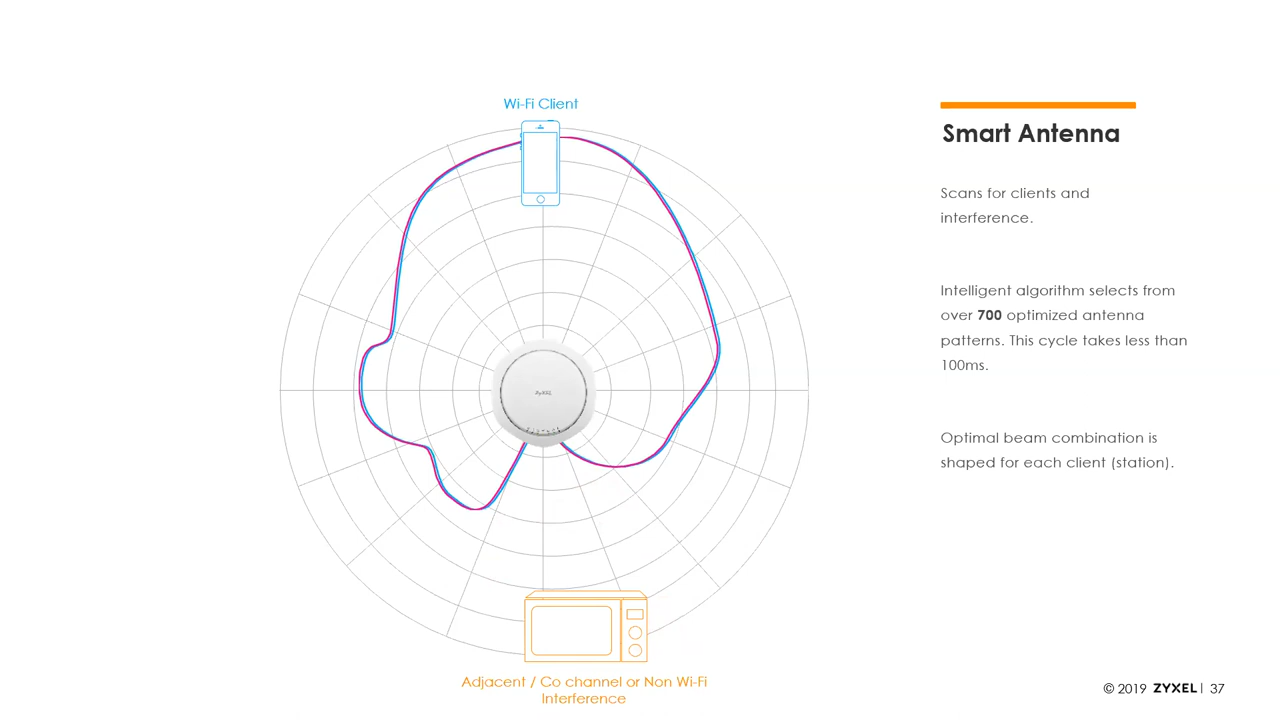 Wi-Fi Client
ZyXEL
Adjacent / Co channel or Non Wi-Fi
Interference
Smart Antenna
Scans for clients and
interference.
Intelligent algorithm selects from
over 700 optimized antenna
patterns. This cycle takes less than
100ms.
Optimal beam combination is
shaped for each client (station).
© 2019 ZYXEL | 37